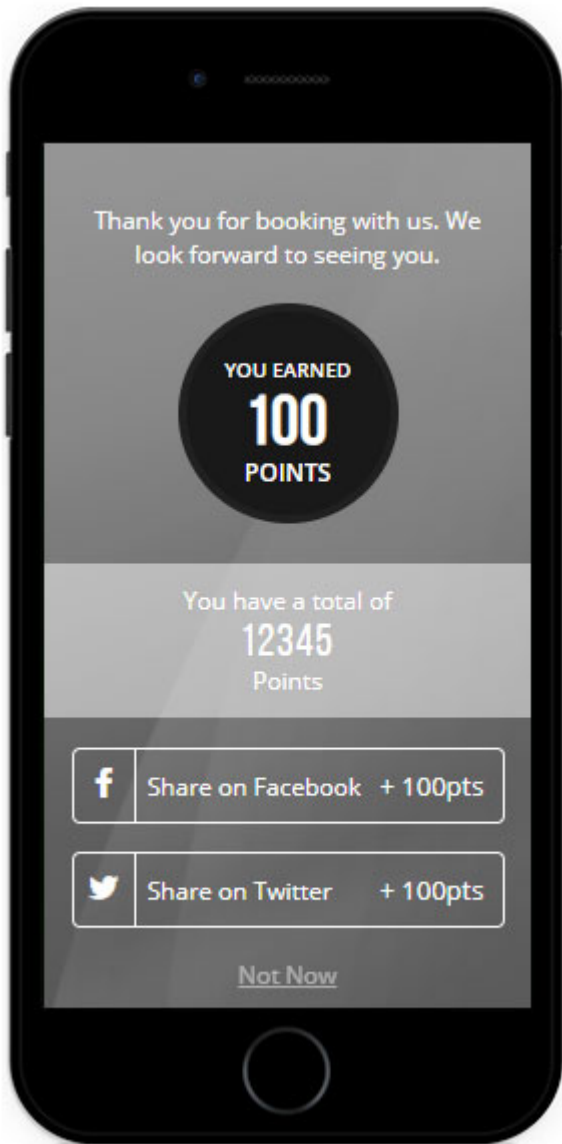 Thank you for booking with us. We
look forward to seeing you.
YOU EARNED
100
POINTS
You have a total of
12345
Points
Share on Facebook + 100pts
Share on Twitter + 100pts
Not Now